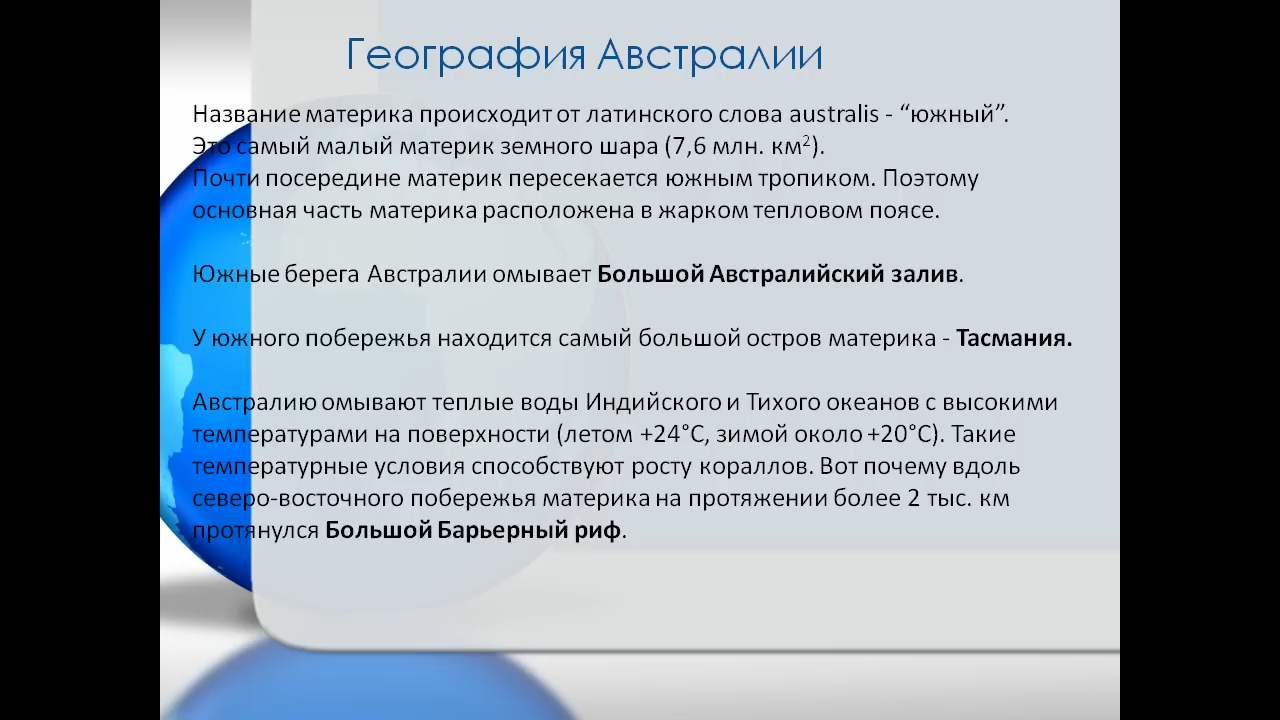 География Австралии
Название материка происходит от латинского слова australis - “южный”.
Это самый малый материк земного шара (7,6 млн. км²).
Почти посередине материк пересекается южным тропиком. Поэтому
основная часть материка расположена в жарком тепловом поясе.
Южные берега Австралии омывает Большой Австралийский залив.
У южного побережья находится самый большой остров материка - Тасмания.
Австралию омывают теплые воды Индийского и Тихого океанов с высокими
температурами на поверхности (летом +24°С, зимой около +20°С). Такие
температурные условия способствуют росту кораллов. Вот почему вдоль
северо-восточного побережья материка на протяжении более 2 тыс. км
протянулся Большой Барьерный риф.